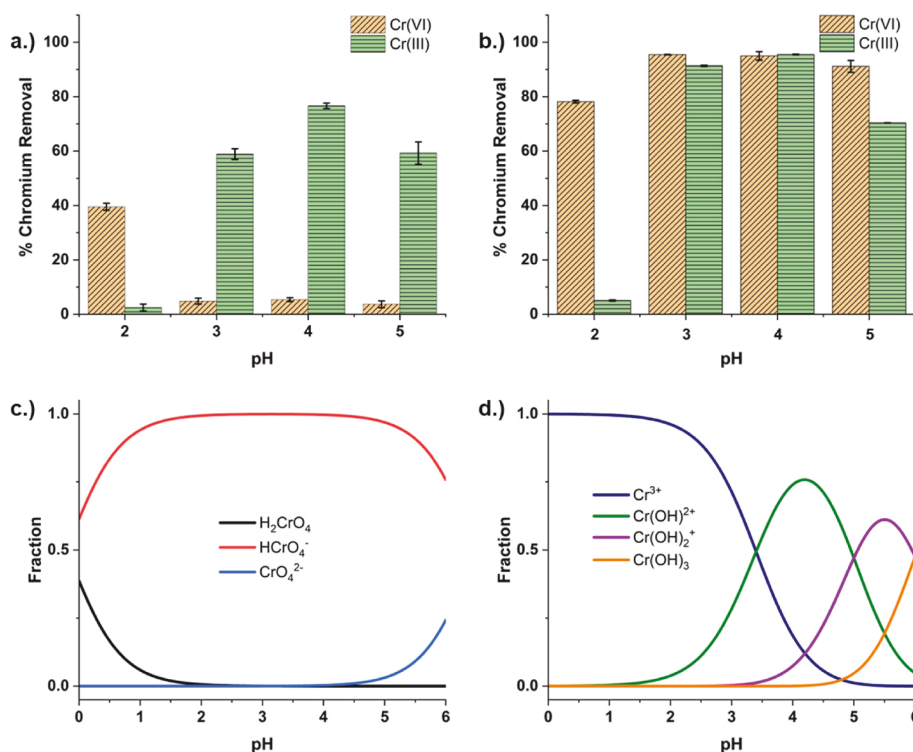 a.)
Cr(VI)
Cr(III)
% Chromium Removal
100
80
60
40
20
0
2
3
4
5
pH
b.)
Cr(VI)
Cr(III)
% Chromium Removal
100
80
60
40
20
0
2
3
4
5
pH
c.)
Fraction
1.0
0.5
0.0
H₂CrO₄
HCrO₄⁻
CrO₄²⁻
0
1
2
3
4
5
6
pH
d.)
Fraction
1.0
0.5
0.0
Cr³⁺
Cr(OH)²⁺
Cr(OH)₂⁺
Cr(OH)₃
0
1
2
3
4
5
6
pH